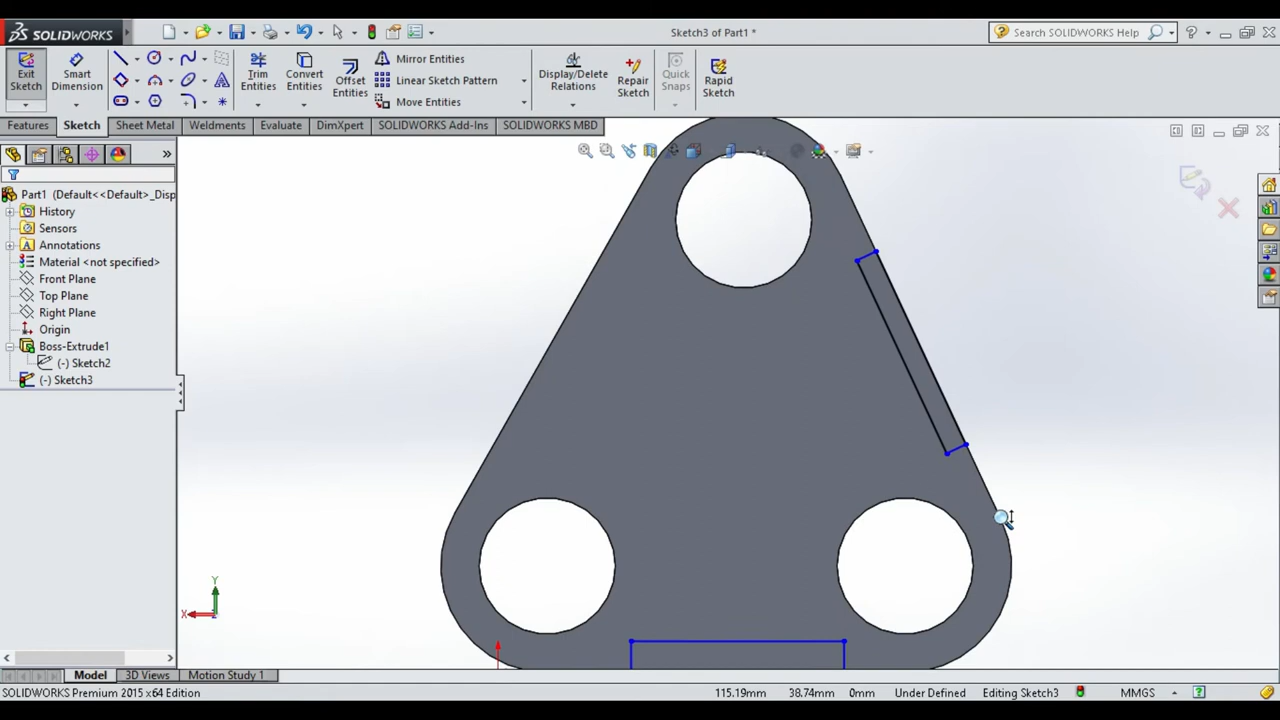 SOLIDWORKS
Sketch3 of Part1 *
Search SOLIDWORKS Help
Exit Sketch
Smart Dimension
Trim Entities
Convert Entities
Offset Entities
Mirror Entities
Linear Sketch Pattern
Move Entities
Display/Delete Relations
Repair Sketch
Quick Snaps
Rapid Sketch
Features
Sketch
Sheet Metal
Weldments
Evaluate
DimXpert
SOLIDWORKS Add-Ins
SOLIDWORKS MBD
Part1 (Default<<Default>_Disp
History
Sensors
Annotations
Material <not specified>
Front Plane
Top Plane
Right Plane
Origin
Boss-Extrude1
(-) Sketch2
(-) Sketch3
Y
X
Model
3D Views
Motion Study 1
SOLIDWORKS Premium 2015 x64 Edition
115.19mm
38.74mm
0mm
Under Defined
Editing Sketch3
MMGS